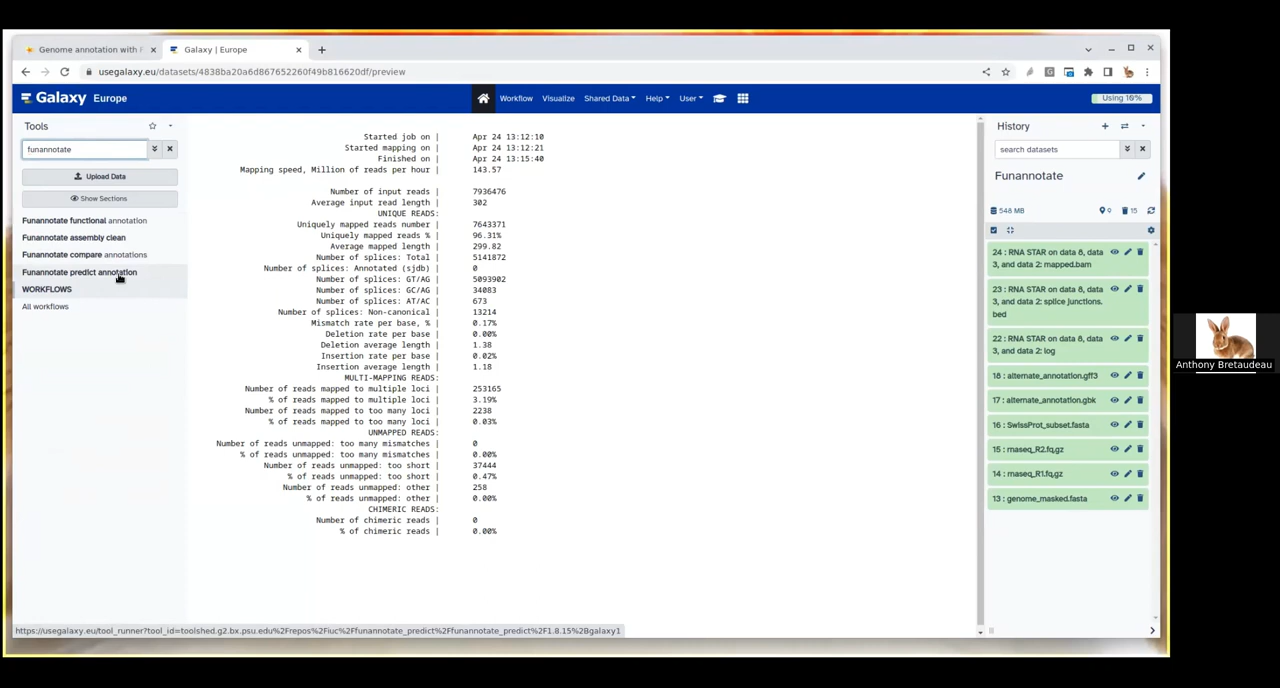 Genome annotation with F
Galaxy | Europe
usegalaxy.eu/datasets/4838ba20a6d867652260f49b816620df/preview
Galaxy Europe
Workflow
Visualize
Shared Data
Help
User
Using 10%
Tools
funannotate
Upload Data
Show Sections
Funannotate functional annotation
Funannotate assembly clean
Funannotate compare annotations
Funannotate predict annotation
WORKFLOWS
All workflows
Started job on | Apr 24 13:12:10
Started mapping on | Apr 24 13:12:21
Finished on | Apr 24 13:15:40
Mapping speed, Million of reads per hour | 143.57
Number of input reads | 7936476
Average input read length | 302
UNIQUE READS:
Uniquely mapped reads number | 7643371
Uniquely mapped reads % | 96.31%
Average mapped length | 299.82
Number of splices: Total | 5141872
Number of splices: Annotated (sjdb) | 0
Number of splices: GT/AG | 5093902
Number of splices: GC/AG | 34083
Number of splices: AT/AC | 673
Number of splices: Non-canonical | 13214
Mismatch rate per base, % | 0.17%
Deletion rate per base | 0.00%
Deletion average length | 1.38
Insertion rate per base | 0.02%
Insertion average length | 1.18
MULTI-MAPPING READS:
Number of reads mapped to multiple loci | 253165
% of reads mapped to multiple loci | 3.19%
Number of reads mapped to too many loci | 2238
% of reads mapped to too many loci | 0.03%
UNMAPPED READS:
Number of reads unmapped: too many mismatches | 0
% of reads unmapped: too many mismatches | 0.00%
Number of reads unmapped: too short | 37444
% of reads unmapped: too short | 0.47%
Number of reads unmapped: other | 258
% of reads unmapped: other | 0.00%
CHIMERIC READS:
Number of chimeric reads | 0
% of chimeric reads | 0.00%
History
search datasets
Funannotate
548 MB
9
15
24 : RNA STAR on data 8, data
3, and data 2: mapped.bam
23 : RNA STAR on data 8, data
3, and data 2: splice junctions.
bed
22 : RNA STAR on data 8, data
3, and data 2: log
18 : alternate_annotation.gff3
17 : alternate_annotation.gbk
16 : SwissProt_subset.fasta
15 : rnaseq_R2.fq.gz
14 : rnaseq_R1.fq.gz
13 : genome_masked.fasta
https://usegalaxy.eu/tool_runner?tool_id=toolshed.g2.bx.psu.edu%2Frepos%2Fiuc%2Ffunannotate_predict%2Ffunannotate_predict%2F1.8.15%2Bgalaxy1
Anthony Bretaudeau